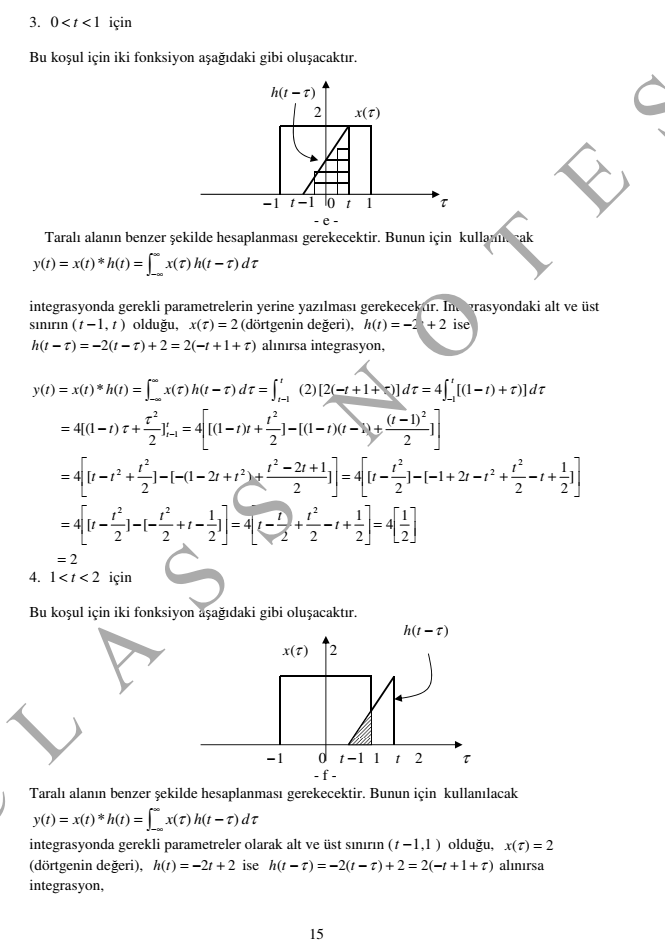 3. 0 < t < 1 için
Bu koşul için iki fonksiyon aşağıdaki gibi oluşacaktır.
h(t − τ)
2 x(τ)
−1 t −1 0 t 1 τ
- e -
Taralı alanın benzer şekilde hesaplanması gerekecektir. Bunun için kullanılacak
y(t) = x(t) * h(t) = ∫_{−∞}^{∞} x(τ) h(t − τ) dτ
integrasyonda gerekli parametrelerin yerine yazılması gerekecektir. Integrasyondaki alt ve üst
sınırın (t −1, t ) olduğu, x(τ) = 2 (dörtgenin değeri), h(t) = −2t + 2 ise
h(t − τ) = −2(t − τ) + 2 = 2(−t + 1 + τ) alınırsa integrasyon,
y(t) = x(t) * h(t) = ∫_{−∞}^{∞} x(τ) h(t − τ) dτ = ∫_{t−1}^{t} (2)[2(−t + 1 + τ)] dτ = 4∫_{t−1}^{t} [(1 − t) + τ)] dτ
= 4[(1 − t) τ + τ²/2]_{t−1}^{t} = 4[[(1 − t)t + t²/2] − [(1 − t)(t − 1) + (t − 1)²/2]]
= 4[[t − t² + t²/2] − [−(1 − 2t + t²) + (t² − 2t + 1)/2]] = 4[[t − t²/2] − [−1 + 2t − t² + t²/2 − t + 1/2]]
= 4[[t − t²/2] − [−t²/2 + t − 1/2]] = 4[t − t²/2 + t²/2 − t + 1/2] = 4[1/2]
= 2
4. 1 < t < 2 için
Bu koşul için iki fonksiyon aşağıdaki gibi oluşacaktır.
h(t − τ)
x(τ) 2
−1 0 t −1 1 t 2 τ
- f -
Taralı alanın benzer şekilde hesaplanması gerekecektir. Bunun için kullanılacak
y(t) = x(t) * h(t) = ∫_{−∞}^{∞} x(τ) h(t − τ) dτ
integrasyonda gerekli parametreler olarak alt ve üst sınırın (t −1,1 ) olduğu, x(τ) = 2
(dörtgenin değeri), h(t) = −2t + 2 ise h(t − τ) = −2(t − τ) + 2 = 2(−t + 1 + τ) alınırsa
integrasyon,
15
L A S S N O T E S